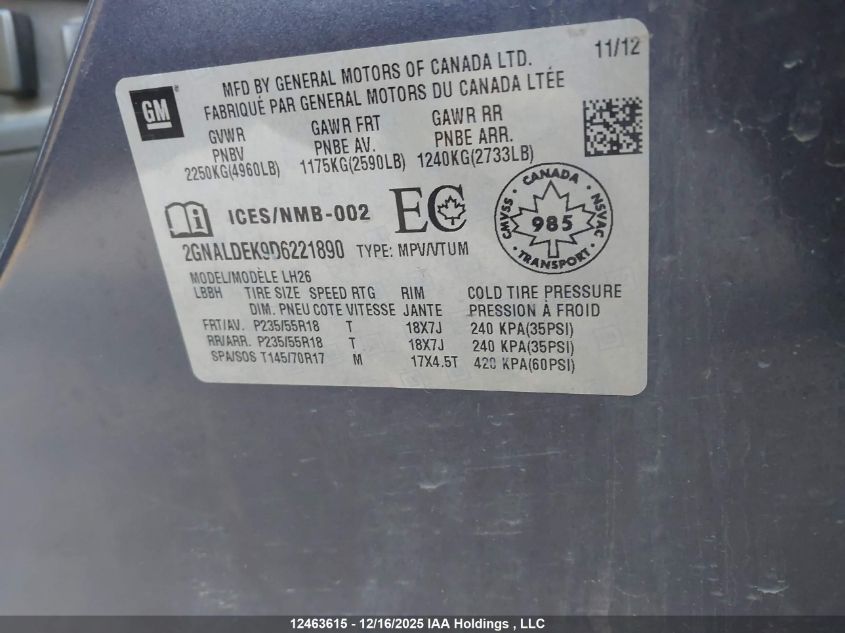 11/12
MFD BY GENERAL MOTORS OF CANADA LTD.
FABRIQUÉ PAR GENERAL MOTORS DU CANADA LTÉE
GM
GVWR GAWR FRT GAWR RR
PNBV PNBE AV. PNBE ARR.
2250KG(4960LB) 1175KG(2590LB) 1240KG(2733LB)
ICES/NMB-002 EC
CANADA
CMVSS 985 NSVAC
TRANSPORT
2GNALDEK9D6221890 TYPE: MPV/VTUM
MODEL/MODÈLE LH26
LBBH TIRE SIZE SPEED RTG RIM COLD TIRE PRESSURE
DIM. PNEU COTE VITESSE JANTE PRESSION À FROID
FRT/AV. P235/55R18 T 18X7J 240 KPA(35PSI)
RR/ARR. P235/55R18 T 18X7J 240 KPA(35PSI)
SPA/SOS T145/70R17 M 17X4.5T 420 KPA(60PSI)
12463615 - 12/16/2025 IAA Holdings , LLC